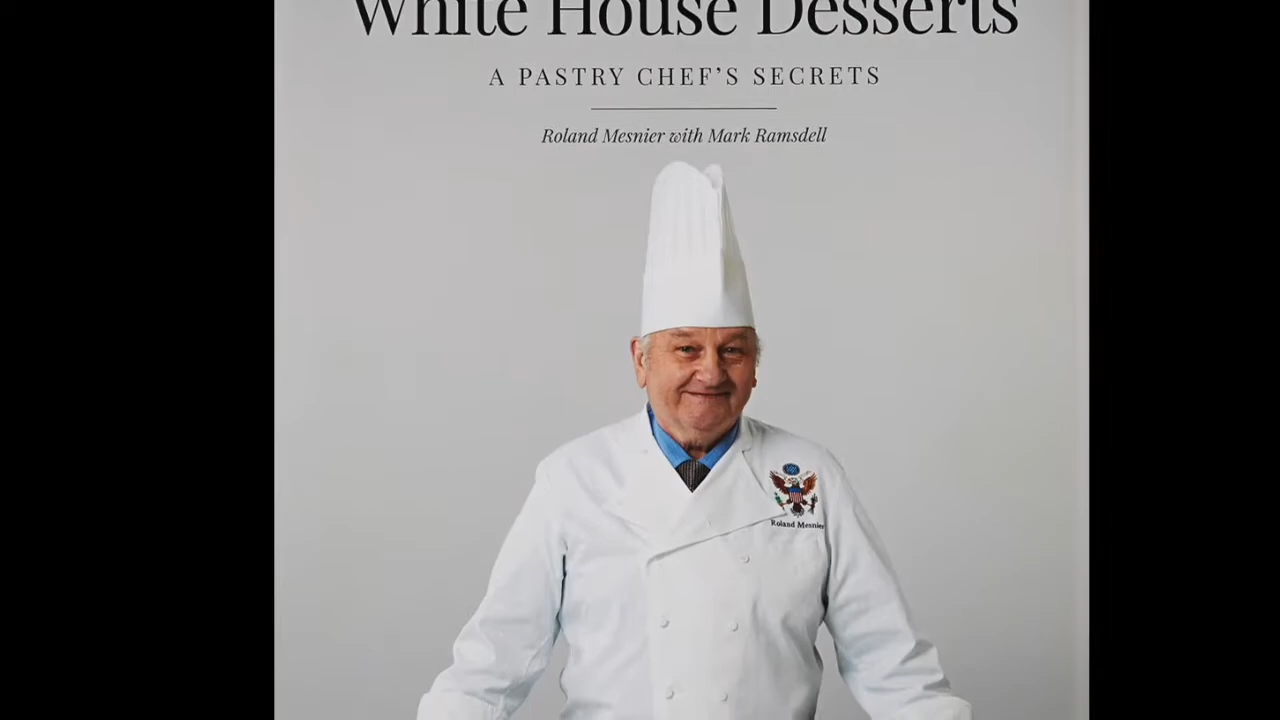 White House Desserts
A PASTRY CHEF'S SECRETS
Roland Mesnier with Mark Ramsdell
Roland Mesnier